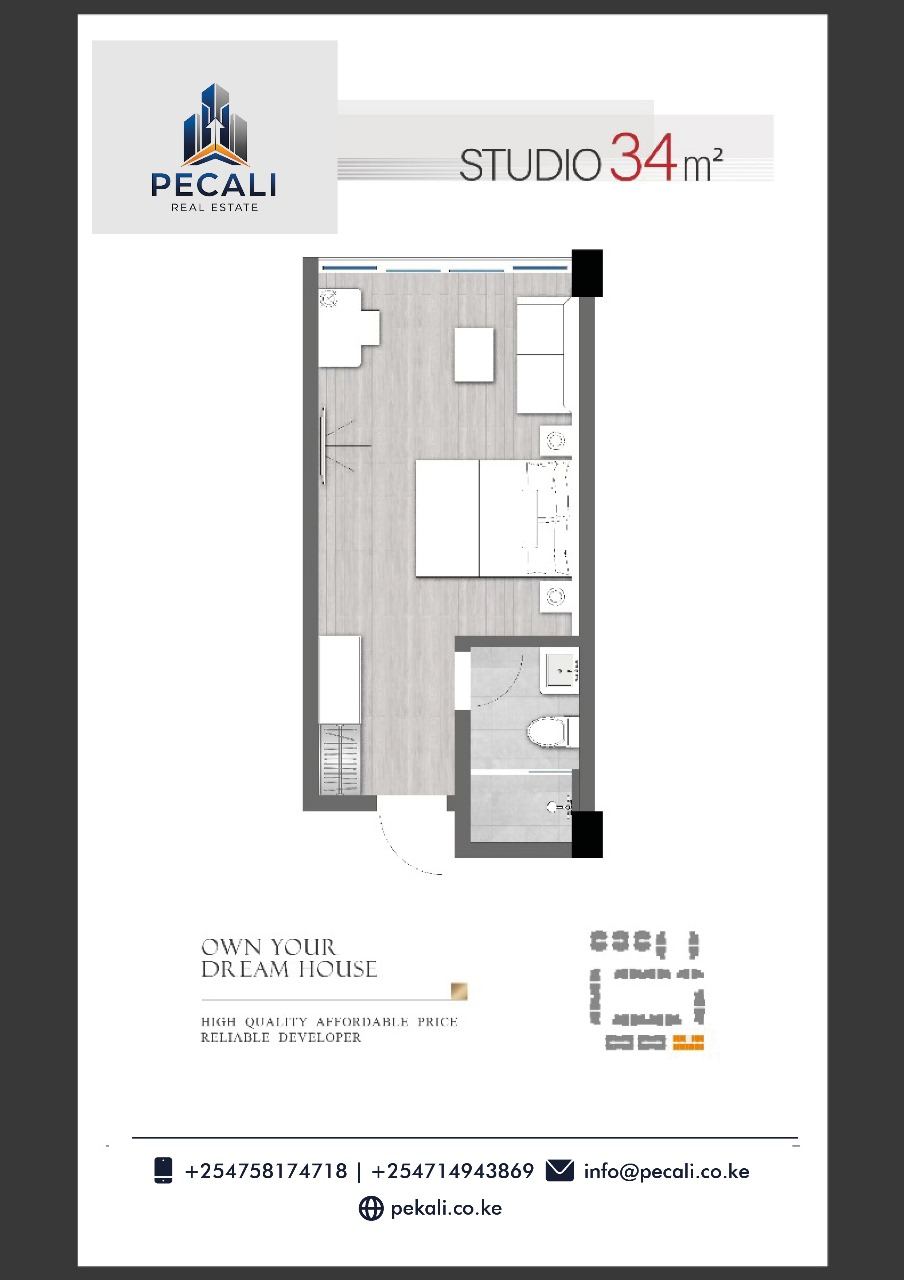 PECALI
REAL ESTATE
STUDIO 34 m²
OWN YOUR
DREAM HOUSE
HIGH QUALITY AFFORDABLE PRICE
RELIABLE DEVELOPER
+254758174718 | +254714943869 info@pecali.co.ke
pekali.co.ke